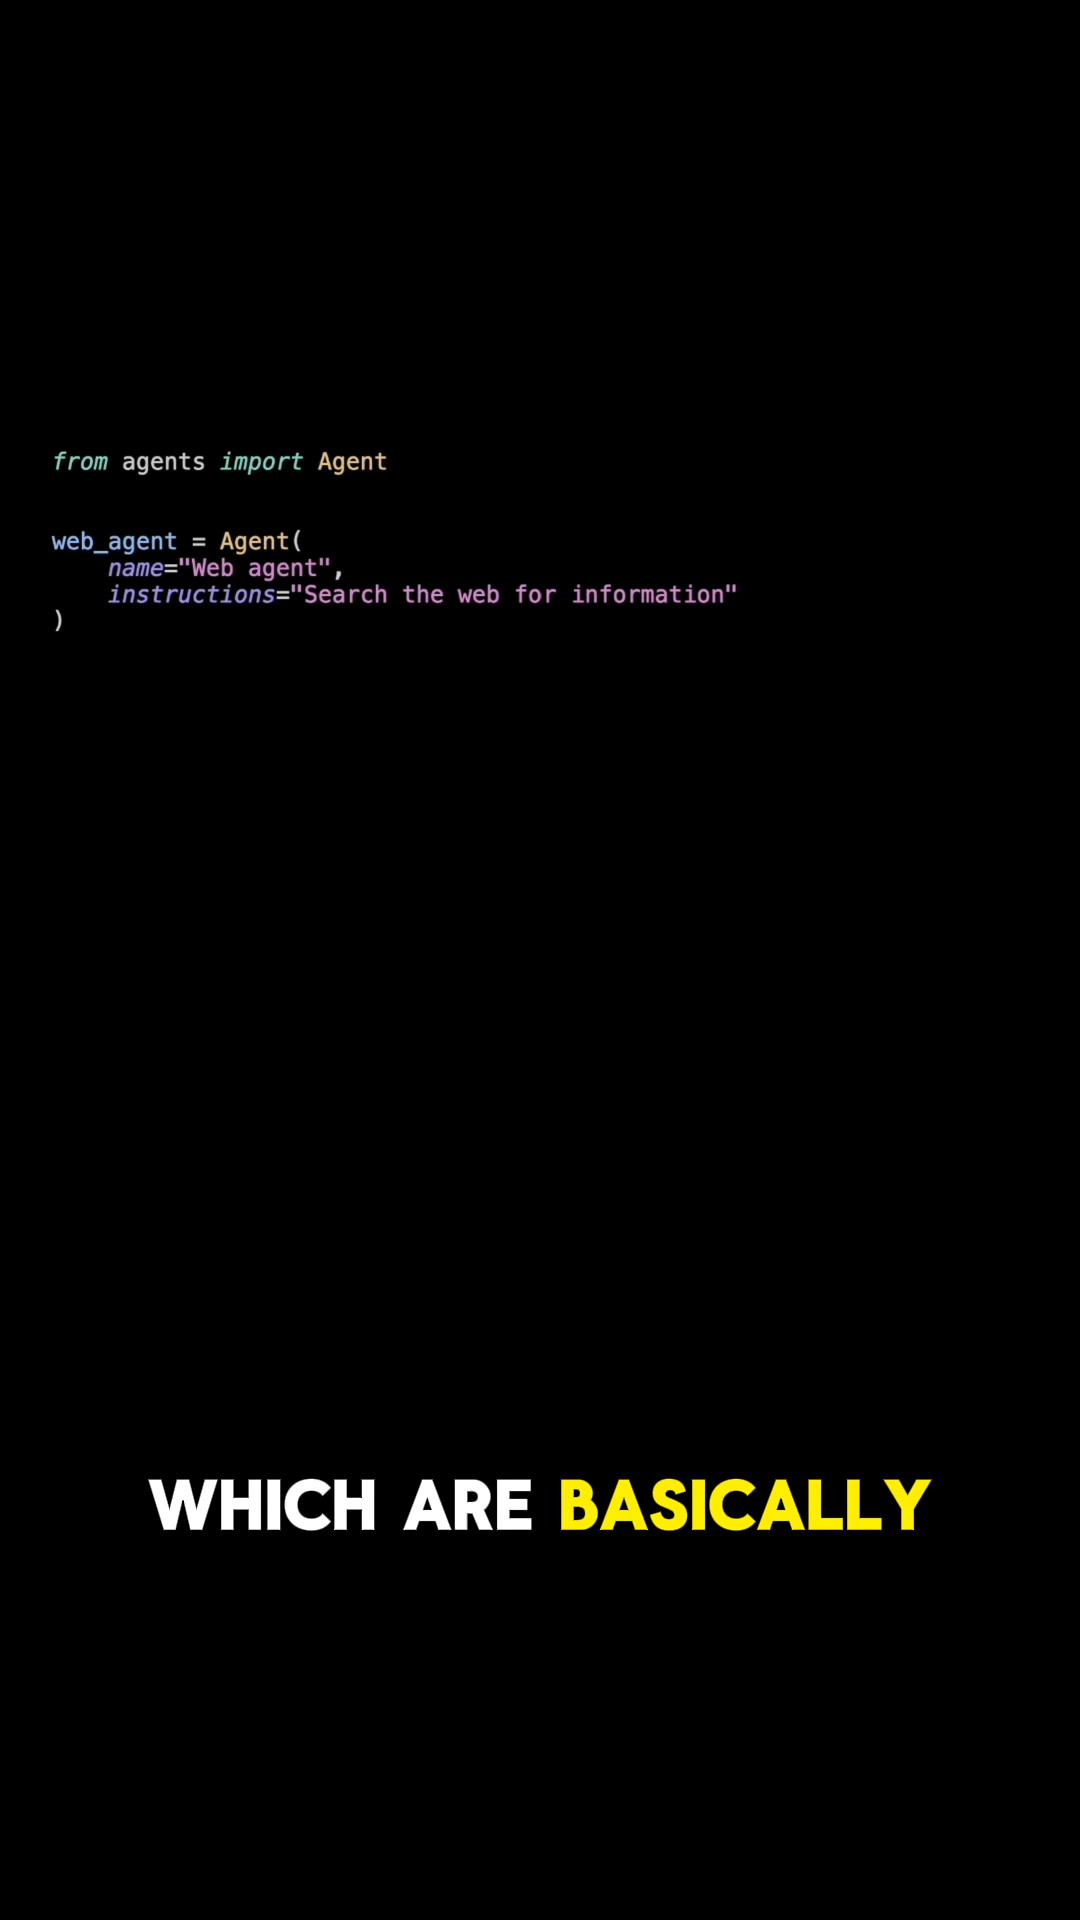 from agents import Agent
web_agent = Agent(
    name="Web agent",
    instructions="Search the web for information"
)
WHICH ARE BASICALLY